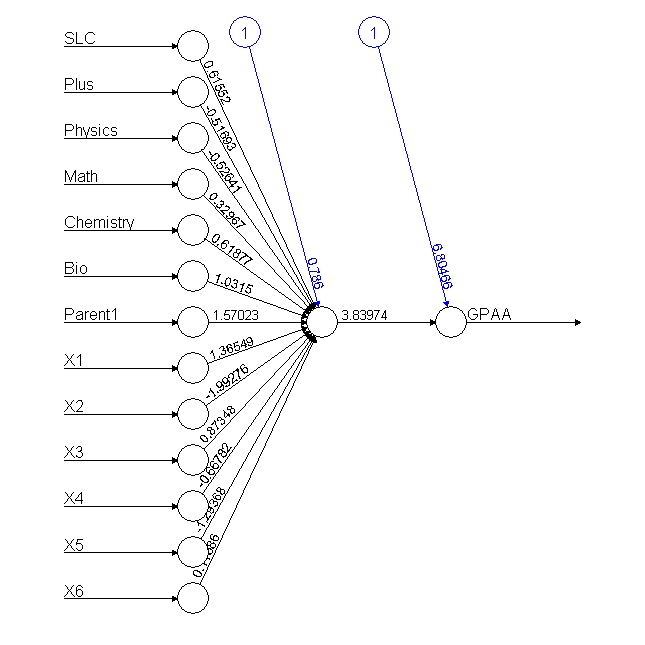 SLC
1
1
0.61552
Plus
-0.51693
Physics
-0.52641
Math
0.32967
Chemistry
0.61877
Bio
1.0315
0.786
6.80466
Parent1
1.57023
3.83974
GPAA
X1
1.36549
X2
-1.99276
X3
0.87348
X4
-0.66782
X5
X6